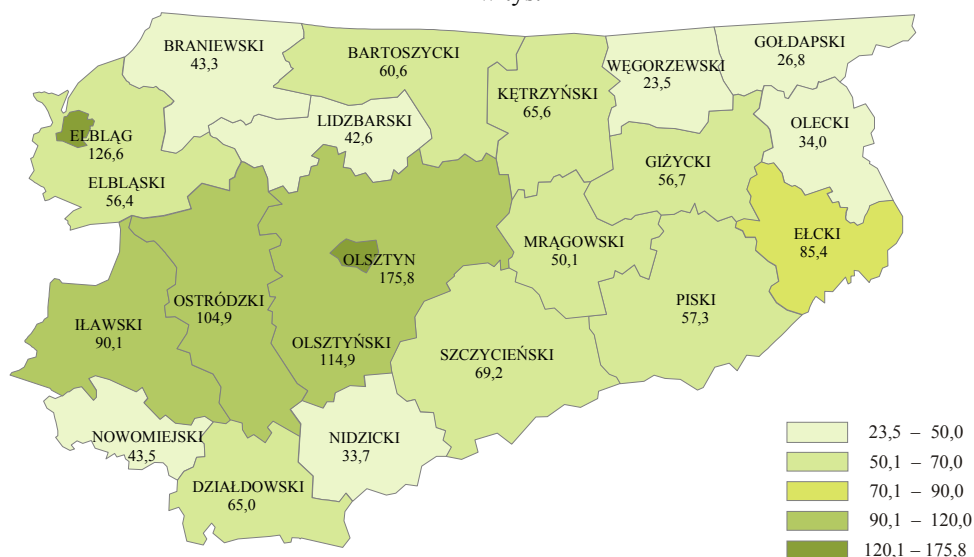 BRANIEWSKI
43,3
BARTOSZYCKI
60,6
GOŁDAPSKI
26,8
WĘGORZEWSKI
23,5
KĘTRZYŃSKI
65,6
LIDZBARSKI
42,6
OLECKI
34,0
ELBLĄG
126,6
GIŻYCKI
56,7
ELBLĄSKI
56,4
EŁCKI
85,4
MRĄGOWSKI
50,1
OLSZTYN
175,8
OSTRÓDZKI
104,9
PISKI
57,3
IŁAWSKI
90,1
OLSZTYŃSKI
114,9
SZCZYCIEŃSKI
69,2
NOWOMIEJSKI
43,5
NIDZICKI
33,7
DZIAŁDOWSKI
65,0
23,5 – 50,0
50,1 – 70,0
70,1 – 90,0
90,1 – 120,0
120,1 – 175,8